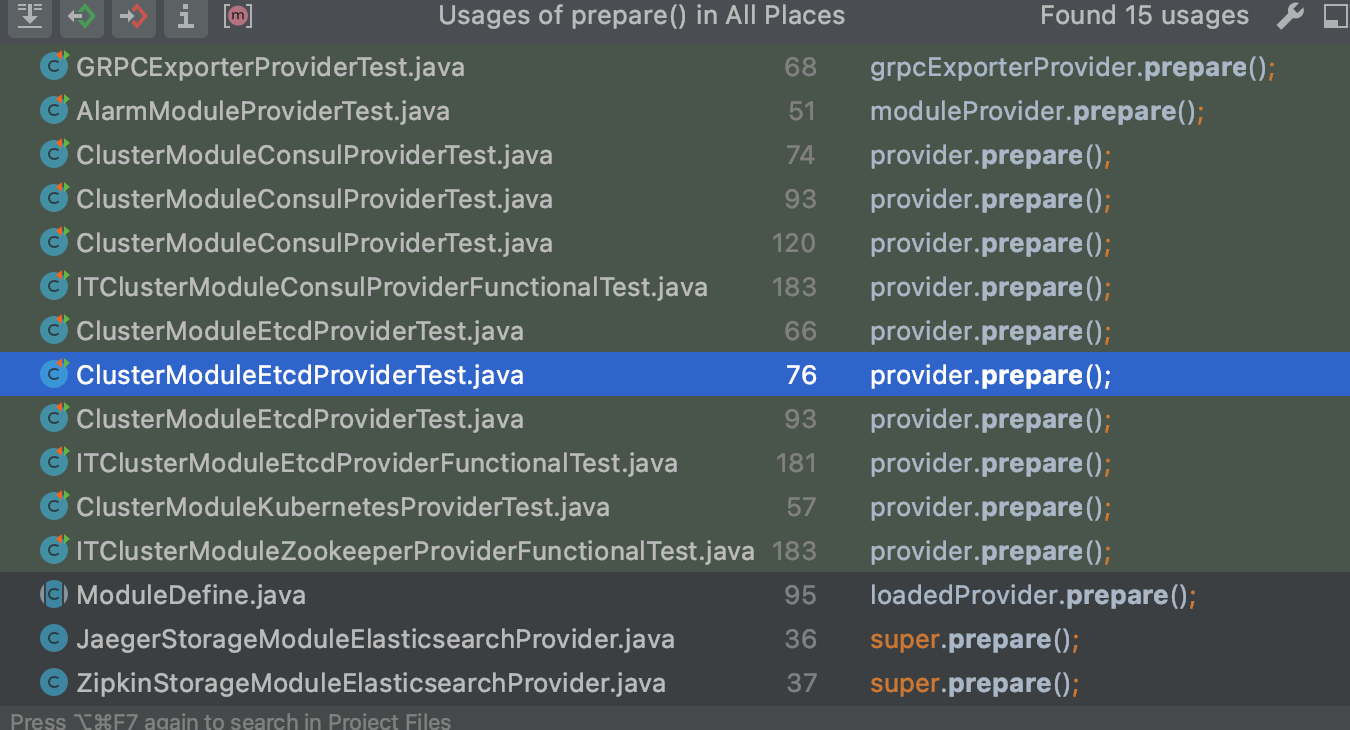 Usages of prepare() in All Places Found 15 usages
GRPCExporterProviderTest.java 68 grpcExporterProvider.prepare();
AlarmModuleProviderTest.java 51 moduleProvider.prepare();
ClusterModuleConsulProviderTest.java 74 provider.prepare();
ClusterModuleConsulProviderTest.java 93 provider.prepare();
ClusterModuleConsulProviderTest.java 120 provider.prepare();
ITClusterModuleConsulProviderFunctionalTest.java 183 provider.prepare();
ClusterModuleEtcdProviderTest.java 66 provider.prepare();
ClusterModuleEtcdProviderTest.java 76 provider.prepare();
ClusterModuleEtcdProviderTest.java 93 provider.prepare();
ITClusterModuleEtcdProviderFunctionalTest.java 181 provider.prepare();
ClusterModuleKubernetesProviderTest.java 57 provider.prepare();
ITClusterModuleZookeeperProviderFunctionalTest.java 183 provider.prepare();
ModuleDefine.java 95 loadedProvider.prepare();
JaegerStorageModuleElasticsearchProvider.java 36 super.prepare();
ZipkinStorageModuleElasticsearchProvider.java 37 super.prepare();
Press ⌥⌘F7 again to search in Project Files